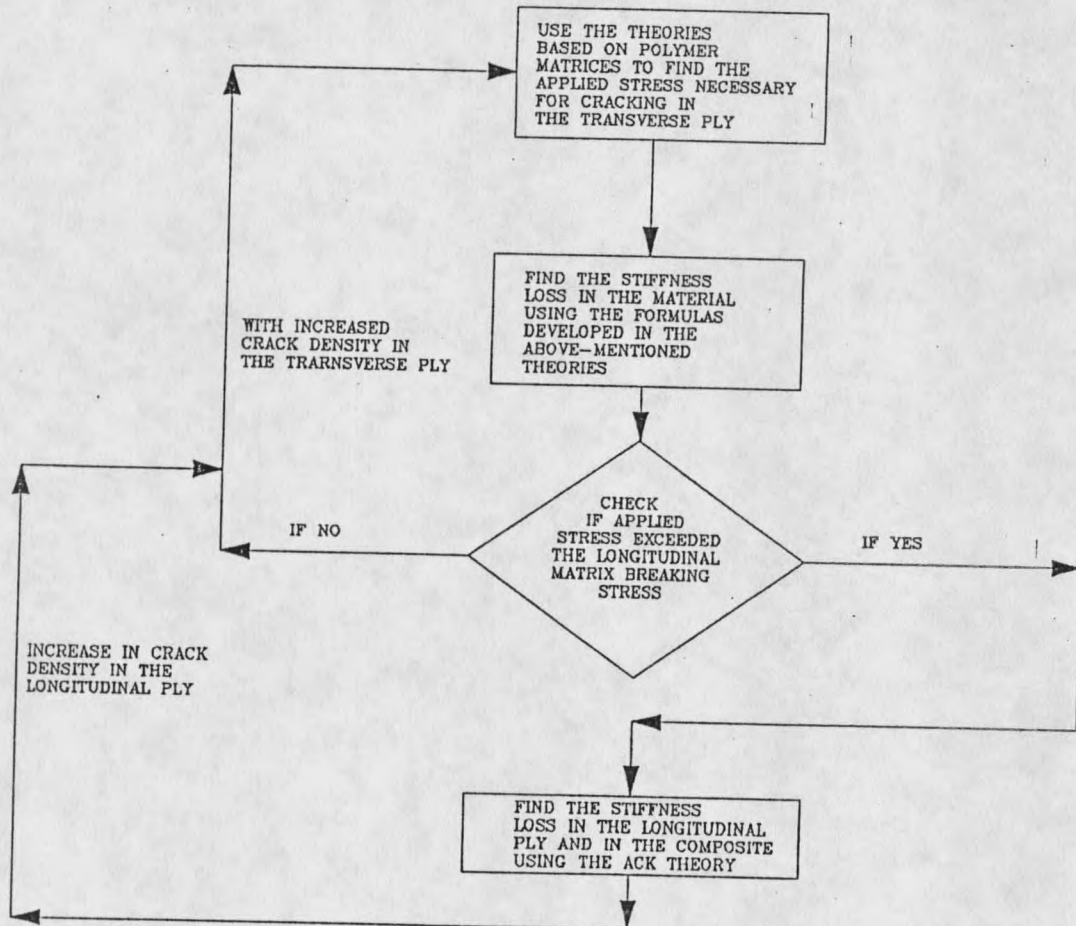 USE THE THEORIES
BASED ON POLYMER
MATRICES TO FIND THE
APPLIED STRESS NECESSARY
FOR CRACKING IN
THE TRANSVERSE PLY
FIND THE STIFFNESS
LOSS IN THE MATERIAL
USING THE FORMULAS
DEVELOPED IN THE
ABOVE-MENTIONED
THEORIES
WITH INCREASED
CRACK DENSITY IN
THE TRARNSVERSE PLY
CHECK
IF APPLIED
STRESS EXCEEDED
THE LONGITUDINAL
MATRIX BREAKING
STRESS
IF NO
IF YES
INCREASE IN CRACK
DENSITY IN THE
LONGITUDINAL PLY
FIND THE STIFFNESS
LOSS IN THE LONGITUDINAL
PLY AND IN THE COMPOSITE
USING THE ACK THEORY